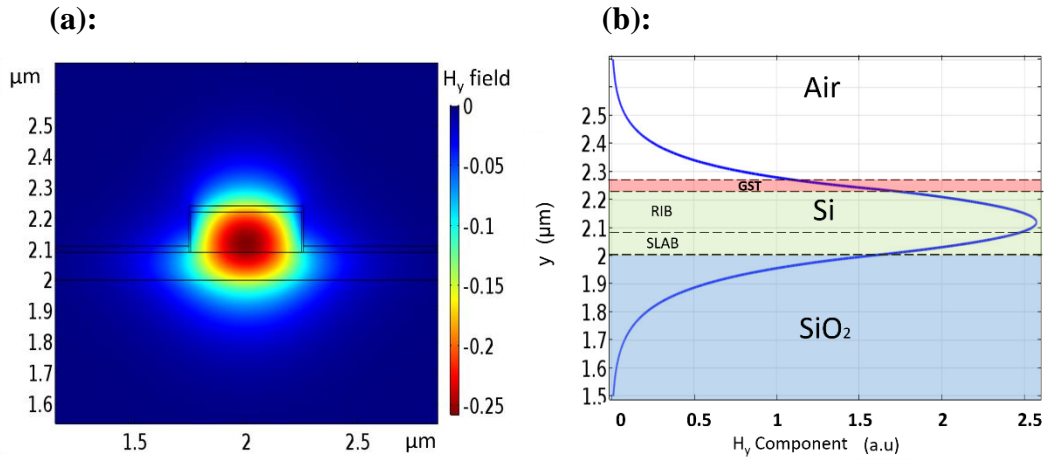 (a):
μm
H_y field
0
-0.05
-0.1
-0.15
-0.2
-0.25
2.5
2.4
2.3
2.2
2.1
2
1.9
1.8
1.7
1.6
1.5
2
2.5
μm
(b):
Air
GST
Si
RIB
SLAB
SiO₂
y (μm)
2.5
2.4
2.3
2.2
2.1
2
1.9
1.8
1.7
1.6
1.5
0
0.5
1
1.5
2
2.5
H_y Component (a.u)